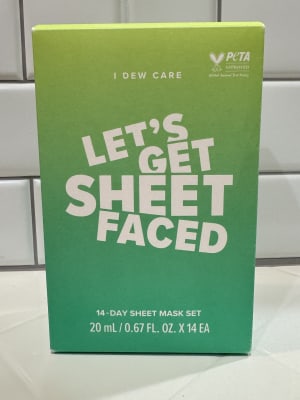 I DEW CARE
PETA
LET'S
GET
SHEET
FACED
14-DAY SHEET MASK SET
20 mL / 0.67 FL. OZ. X 14 EA